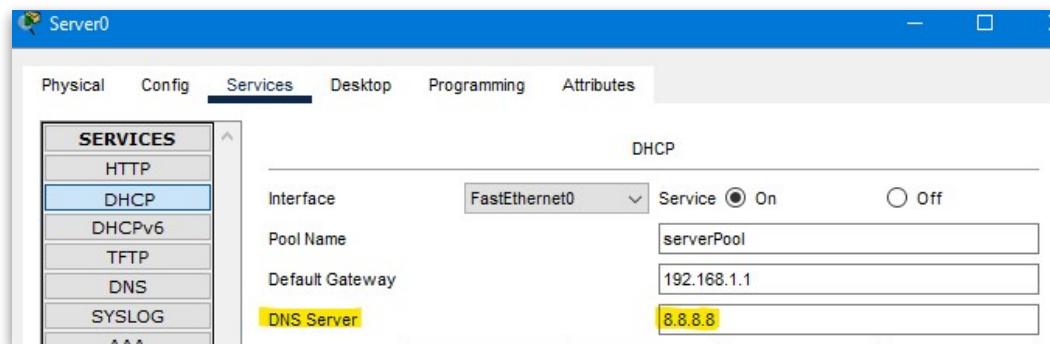 Server0
Physical Config Services Desktop Programming Attributes
SERVICES
HTTP
DHCP
DHCPv6
TFTP
DNS
SYSLOG
AAA
DHCP
Interface FastEthernet0 Service On Off
Pool Name serverPool
Default Gateway 192.168.1.1
DNS Server 8.8.8.8